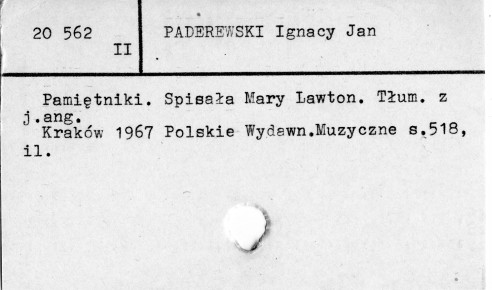 20 562 II
PADEREWSKI Ignacy Jan
Pamiętniki. Spisała Mary Lawton. Tłum. z
j.ang.
Kraków 1967 Polskie Wydawn.Muzyczne s.518,
il.